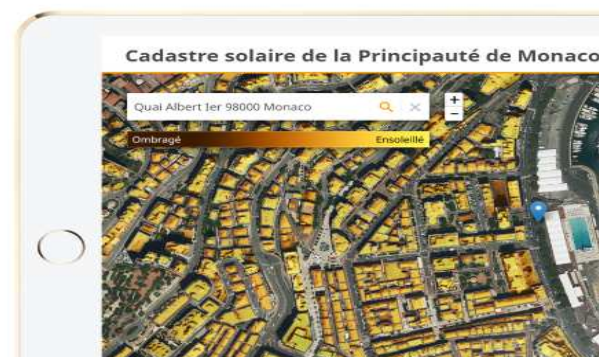 Cadastre solaire de la Principauté de Monaco
Quai Albert Ier 98000 Monaco
+
−
Ombragé Ensoleillé